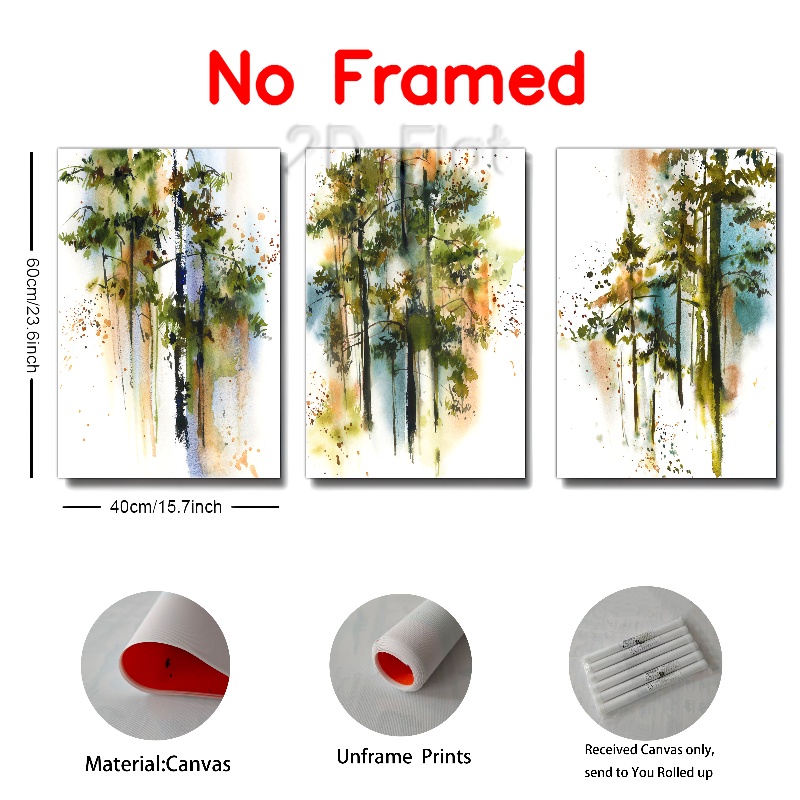 No Framed
2D Flat
60cm/23.6inch
40cm/15.7inch
Material:Canvas
Unframe Prints
Received Canvas only,
send to You Rolled up